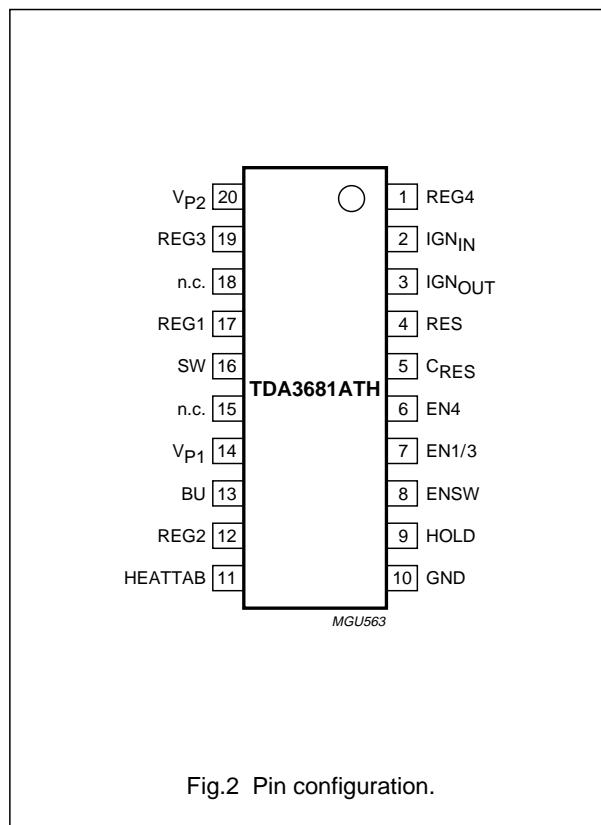 V_P2 20 1 REG4
REG3 19 2 IGN_IN
n.c. 18 3 IGN_OUT
REG1 17 4 RES
SW 16 5 C_RES
TDA3681ATH
n.c. 15 6 EN4
V_P1 14 7 EN1/3
BU 13 8 ENSW
REG2 12 9 HOLD
HEATTAB 11 10 GND
MGU563
Fig.2 Pin configuration.